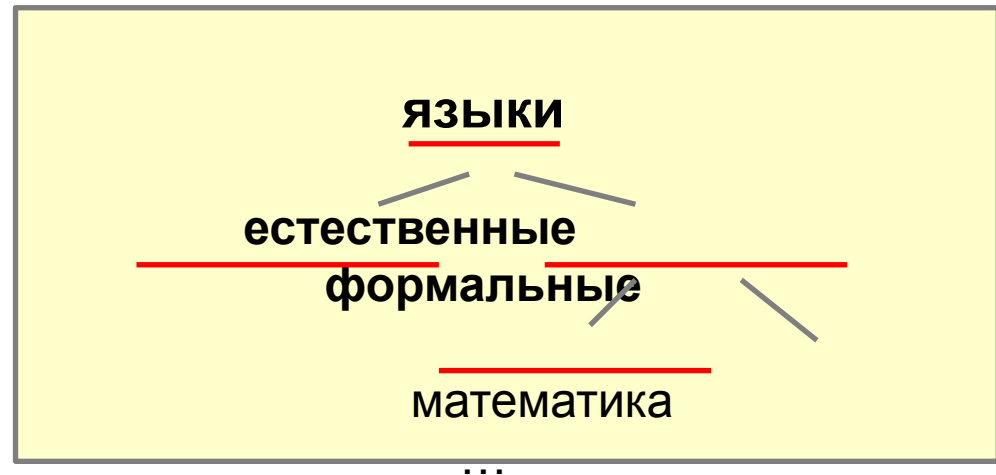 языки
естественные
формальные
математика
...